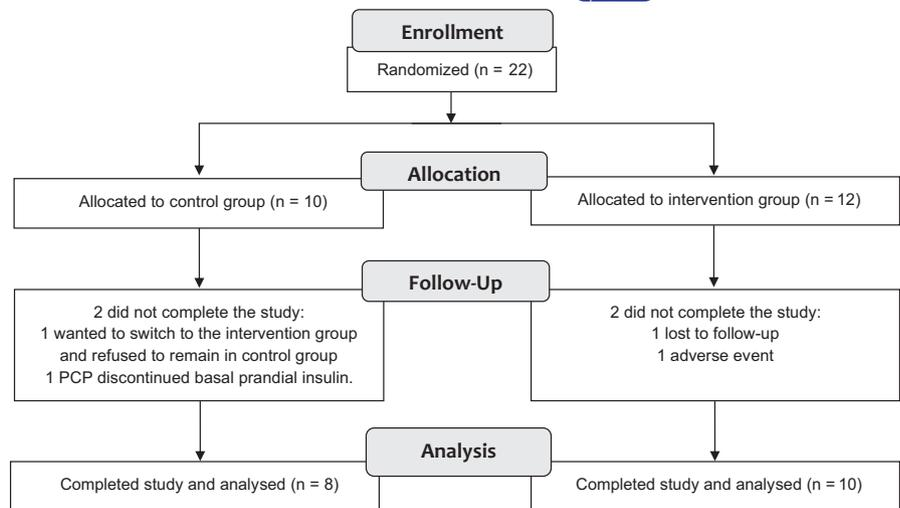 Enrollment
Randomized (n = 22)
Allocation
Allocated to control group (n = 10)
Allocated to intervention group (n = 12)
Follow-Up
2 did not complete the study:
1 wanted to switch to the intervention group
and refused to remain in control group
1 PCP discontinued basal prandial insulin.
2 did not complete the study:
1 lost to follow-up
1 adverse event
Analysis
Completed study and analysed (n = 8)
Completed study and analysed (n = 10)